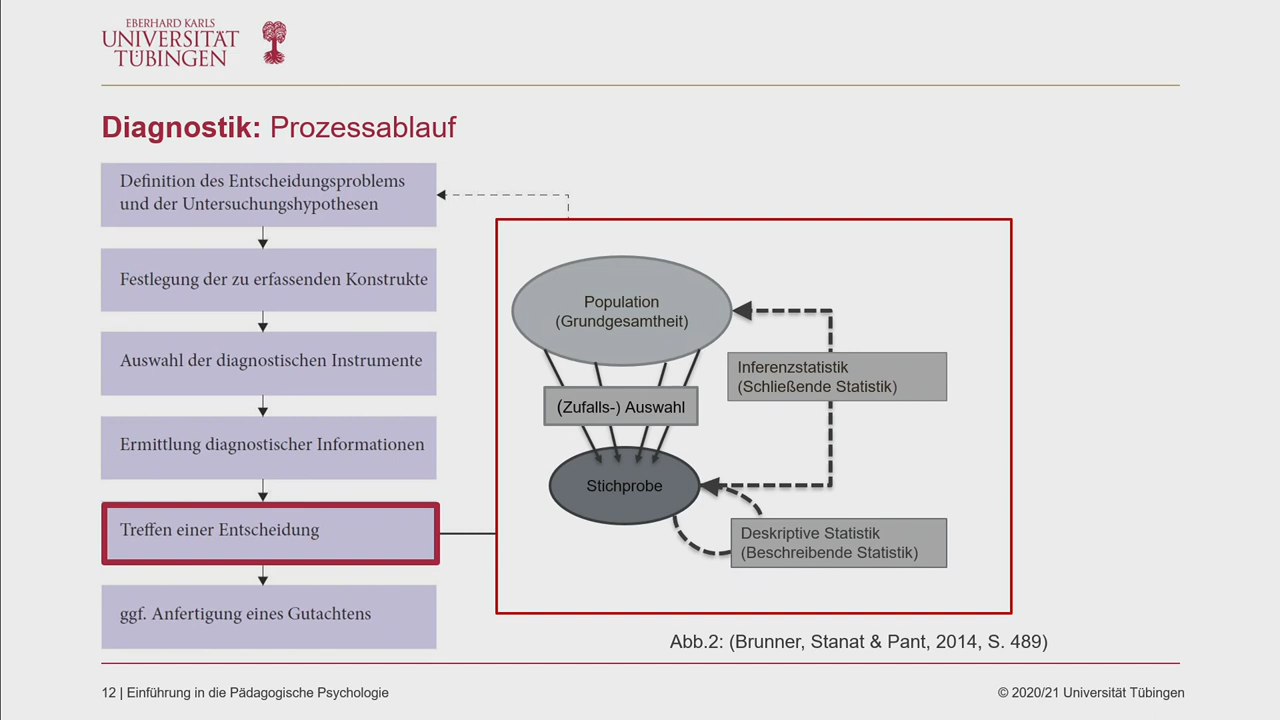 EBERHARD KARLS
UNIVERSITÄT
TÜBINGEN
Diagnostik: Prozessablauf
Definition des Entscheidungsproblems
und der Untersuchungshypothesen
Festlegung der zu erfassenden Konstrukte
Auswahl der diagnostischen Instrumente
Ermittlung diagnostischer Informationen
Treffen einer Entscheidung
ggf. Anfertigung eines Gutachtens
Population
(Grundgesamtheit)
(Zufalls-) Auswahl
Stichprobe
Inferenzstatistik
(Schließende Statistik)
Deskriptive Statistik
(Beschreibende Statistik)
Abb.2: (Brunner, Stanat & Pant, 2014, S. 489)
12 | Einführung in die Pädagogische Psychologie
© 2020/21 Universität Tübingen